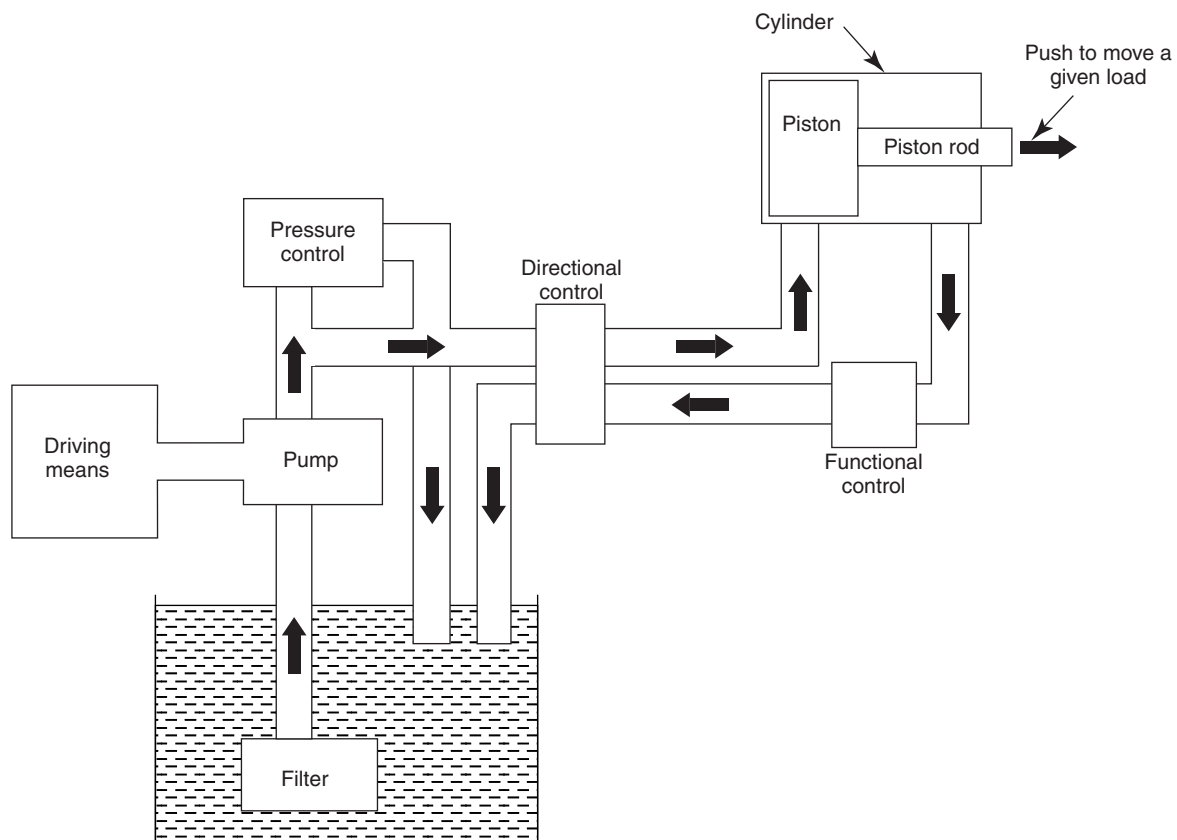 Cylinder
Push to move a
given load
Piston
Piston rod
Pressure
control
Directional
control
Driving
means
Pump
Functional
control
Filter